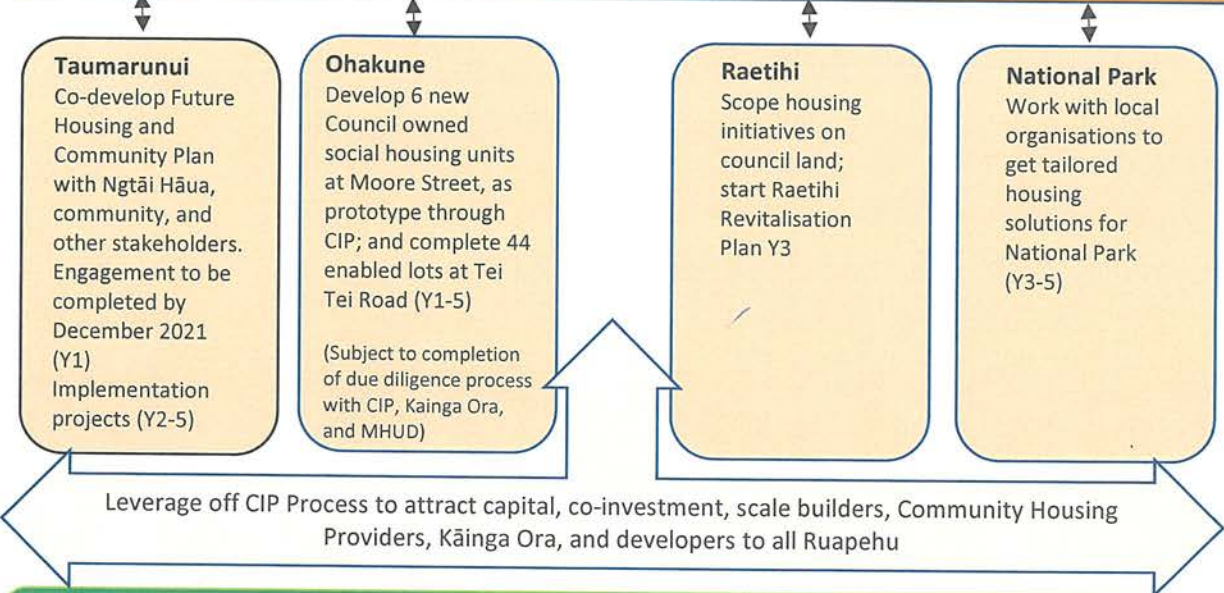 Taumarunui
Co-develop Future
Housing and
Community Plan
with Ngtāi Hāua,
community, and
other stakeholders.
Engagement to be
completed by
December 2021
(Y1)
Implementation
projects (Y2-5)
Ohakune
Develop 6 new
Council owned
social housing units
at Moore Street, as
prototype through
CIP; and complete 44
enabled lots at Tei
Tei Road (Y1-5)
(Subject to completion
of due diligence process
with CIP, Kainga Ora,
and MHUD)
Raetihi
Scope housing
initiatives on
council land;
start Raetihi
Revitalisation
Plan Y3
National Park
Work with local
organisations to
get tailored
housing
solutions for
National Park
(Y3-5)
Leverage off CIP Process to attract capital, co-investment, scale builders, Community Housing
Providers, Kāinga Ora, and developers to all Ruapehu